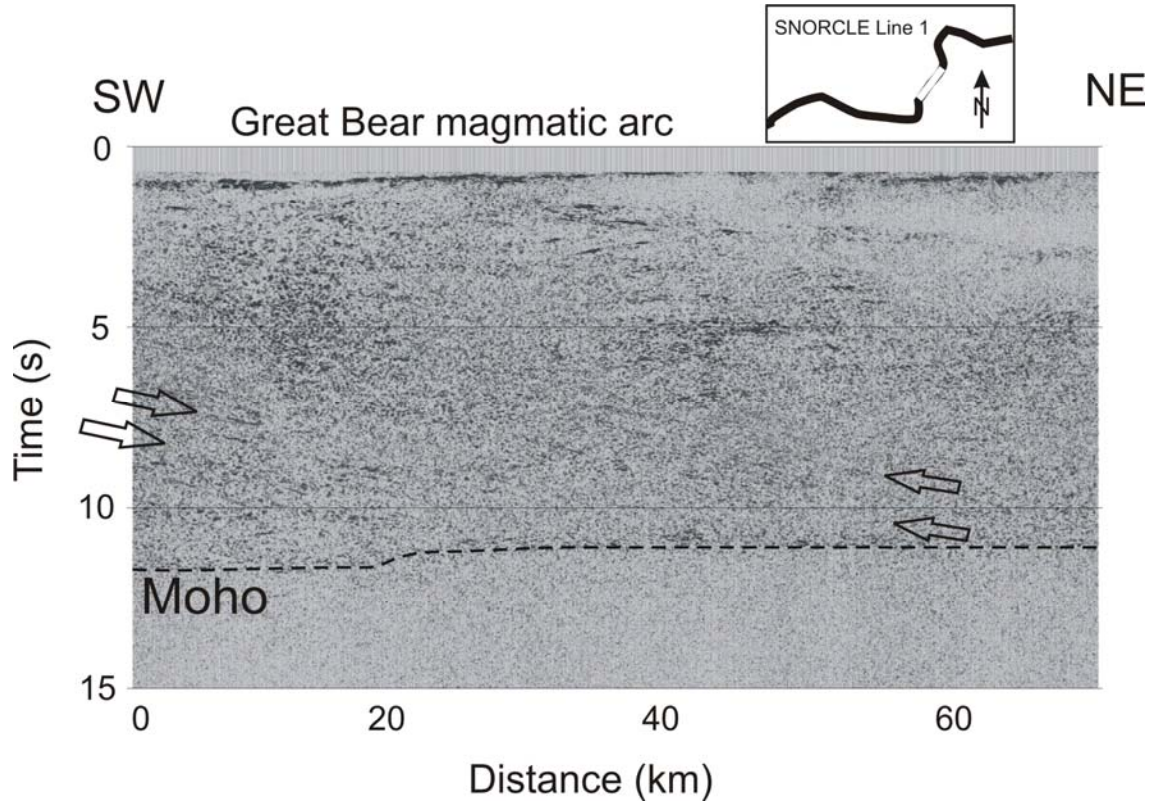 SNORCLE Line 1
N
SW
NE
Great Bear magmatic arc
0
5
10
15
Time (s)
Moho
0
20
40
60
Distance (km)